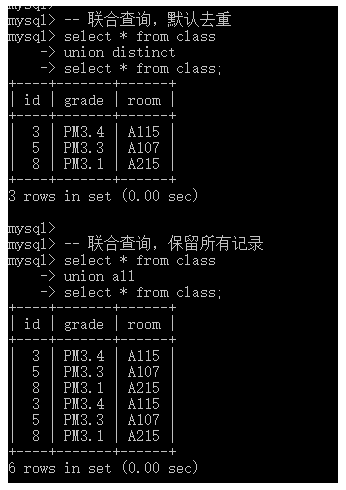 mysql>
mysql> -- 联合查询，默认去重
mysql> select * from class
    -> union distinct
    -> select * from class;
+----+-------+------+
| id | grade | room |
+----+-------+------+
|  3 | PM3.4 | A115 |
|  5 | PM3.3 | A107 |
|  8 | PM3.1 | A215 |
+----+-------+------+
3 rows in set (0.00 sec)

mysql>
mysql> -- 联合查询，保留所有记录
mysql> select * from class
    -> union all
    -> select * from class;
+----+-------+------+
| id | grade | room |
+----+-------+------+
|  3 | PM3.4 | A115 |
|  5 | PM3.3 | A107 |
|  8 | PM3.1 | A215 |
|  3 | PM3.4 | A115 |
|  5 | PM3.3 | A107 |
|  8 | PM3.1 | A215 |
+----+-------+------+
6 rows in set (0.00 sec)